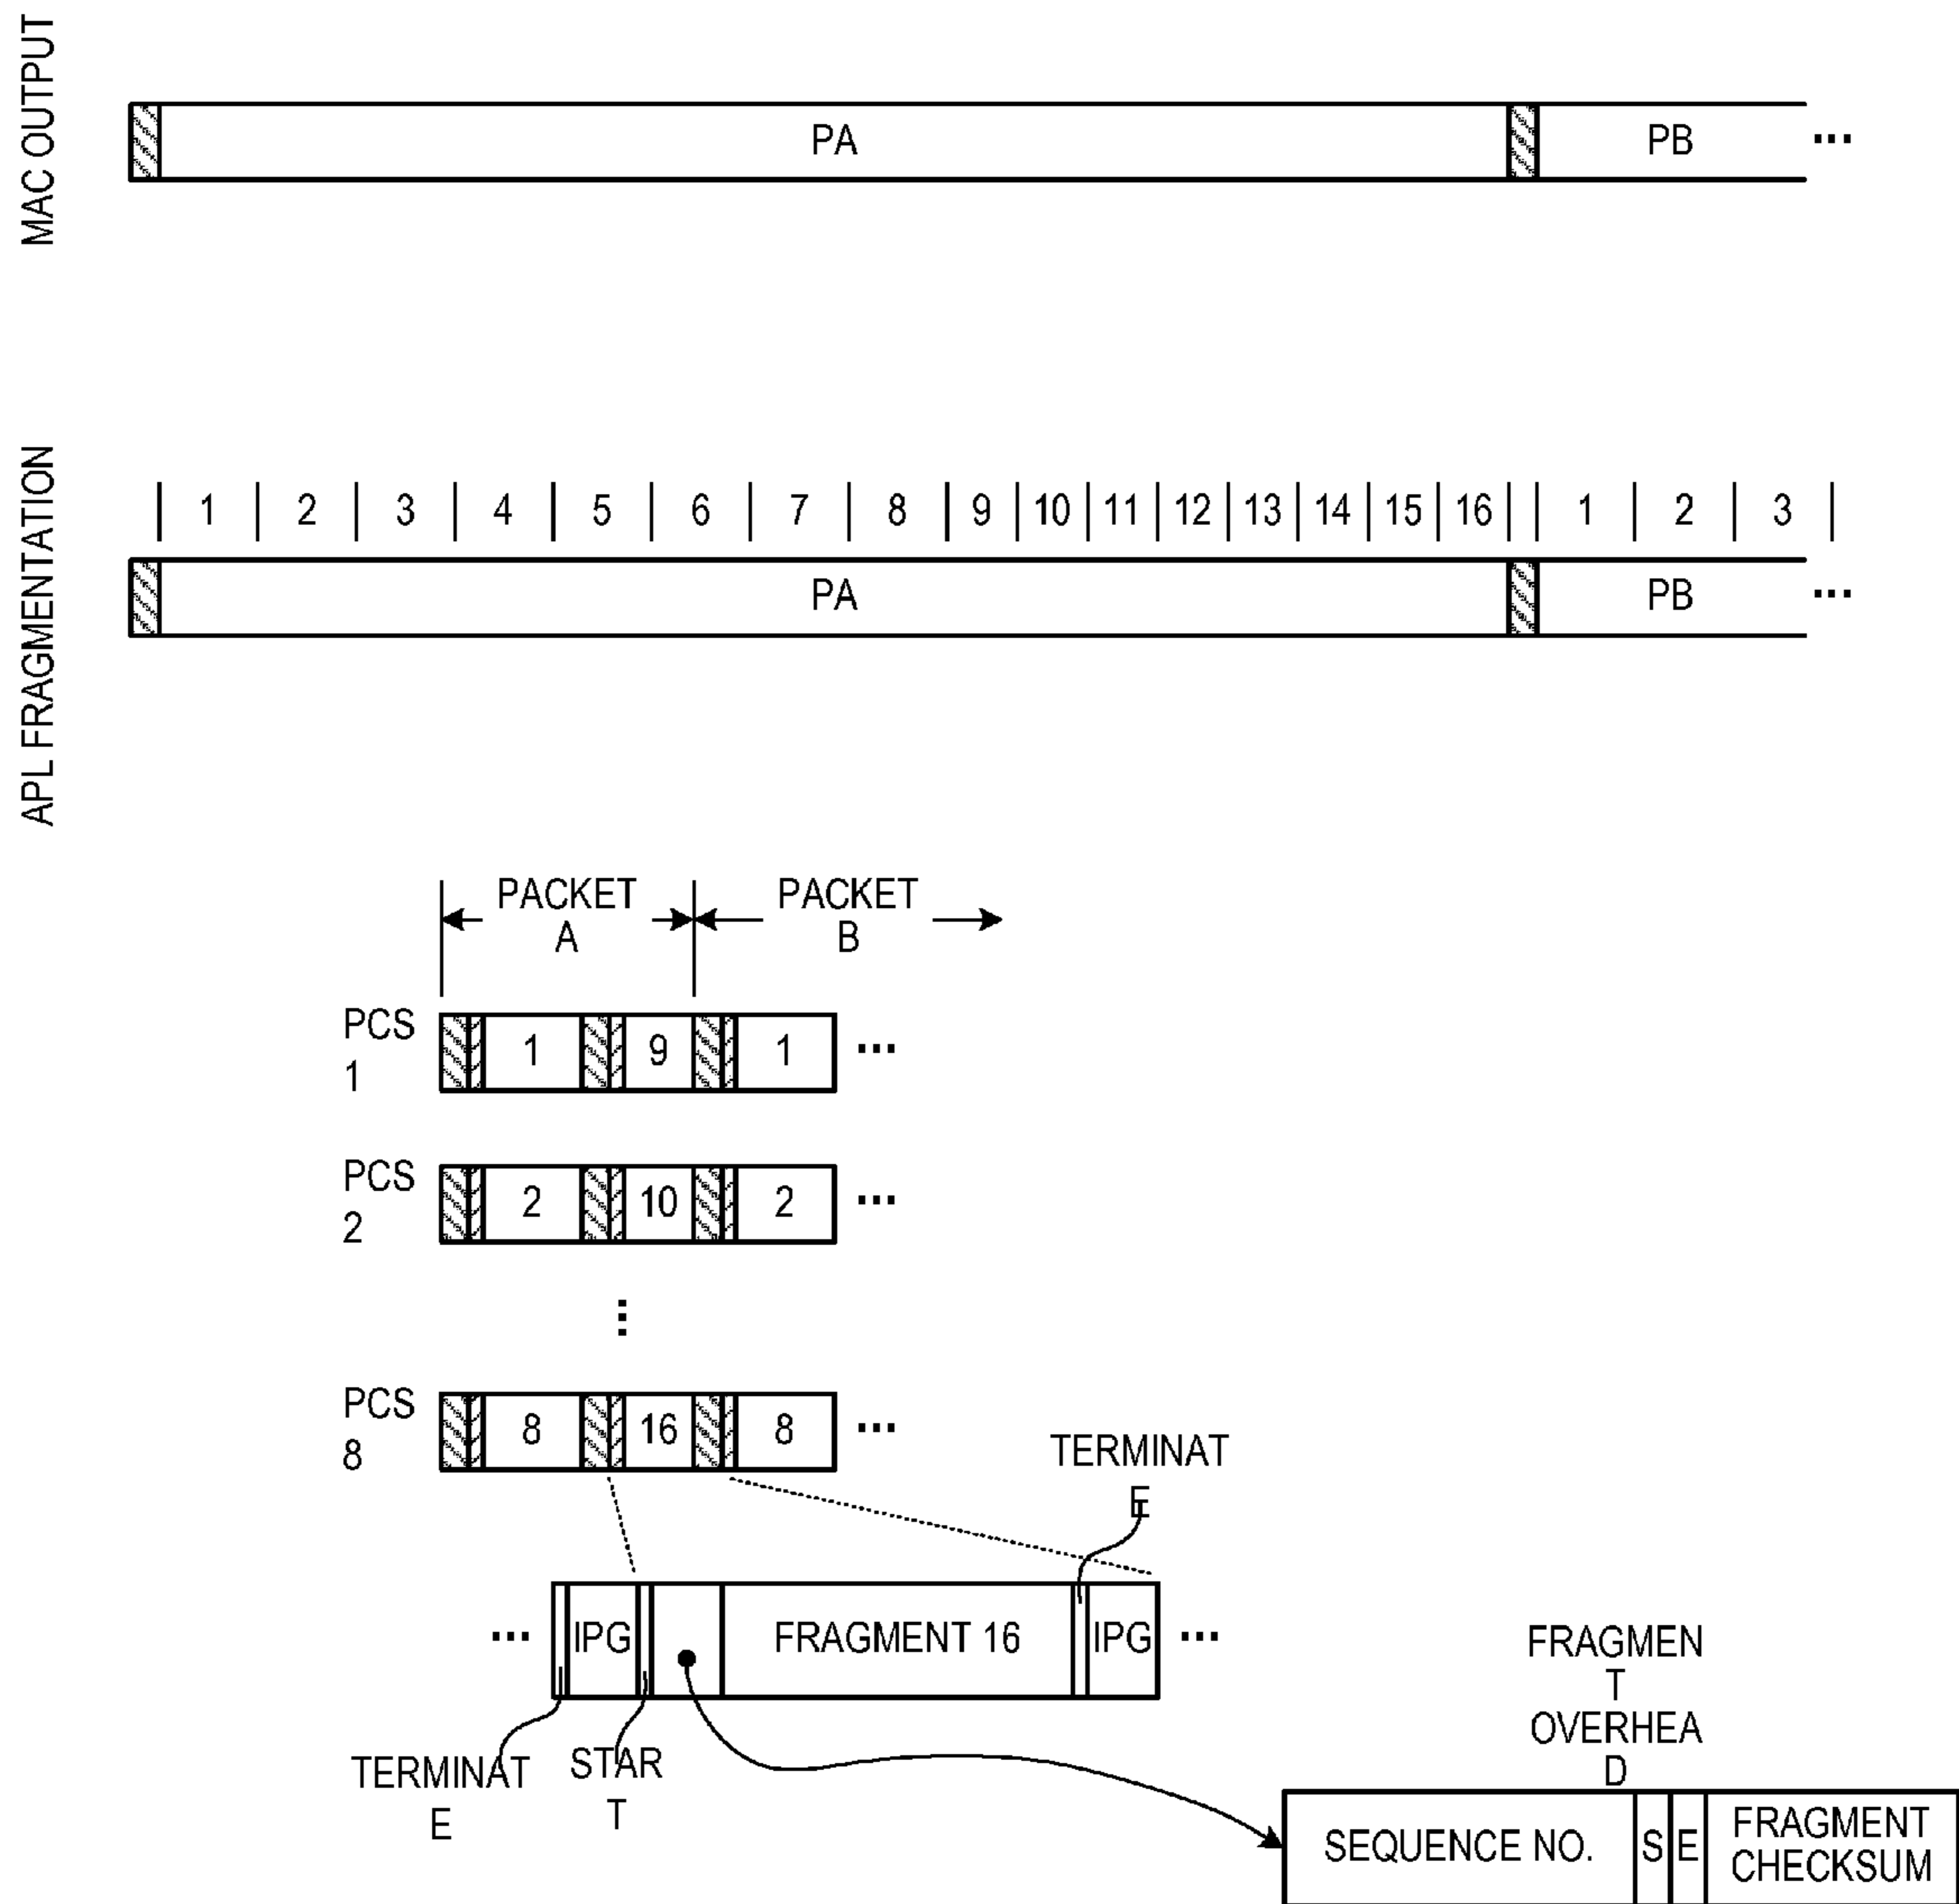 MAC OUTPUT
PA
PB
...
APL FRAGMENTATION
1 2 3 4 5 6 7 8 9 10 11 12 13 14 15 16 1 2 3
PA
PB
...
PACKET
A
PACKET
B
PCS
1
1 9 1 ...
PCS
2
2 10 2 ...
...
PCS
8
8 16 8 ...
TERMINAT
E
... IPG FRAGMENT 16 IPG ...
TERMINAT
E
STAR
T
FRAGMEN
T
OVERHEA
D
SEQUENCE NO. S E FRAGMENT
CHECKSUM